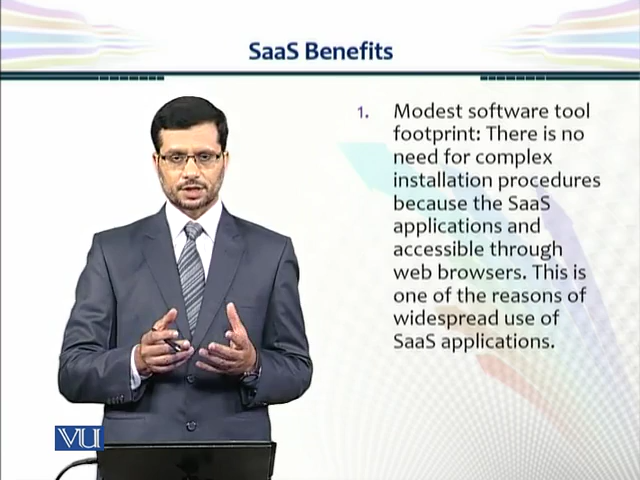 SaaS Benefits
1. Modest software tool
footprint: There is no
need for complex
installation procedures
because the SaaS
applications and
accessible through
web browsers. This is
one of the reasons of
widespread use of
SaaS applications.
VU